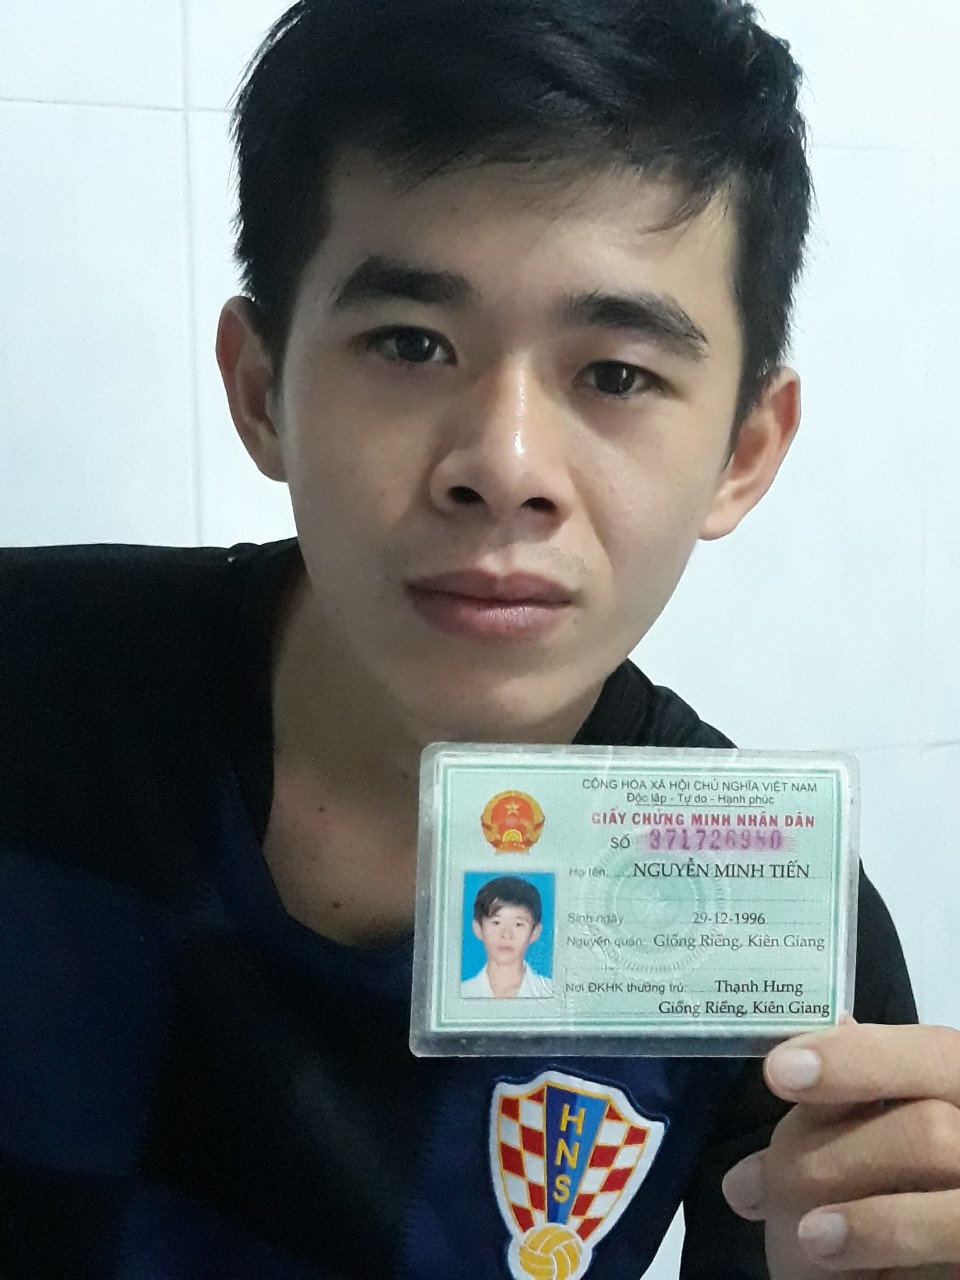 CỘNG HÒA XÃ HỘI CHỦ NGHĨA VIỆT NAM
Độc lập - Tự do - Hạnh phúc
GIẤY CHỨNG MINH NHÂN DÂN
SỐ 371726980
Họ tên: NGUYỄN MINH TIẾN
Sinh ngày 29-12-1996
Nguyên quán: Giồng Riềng, Kiên Giang
Nơi ĐKHK thường trú: Thạnh Hưng
Giồng Riềng, Kiên Giang
HNS